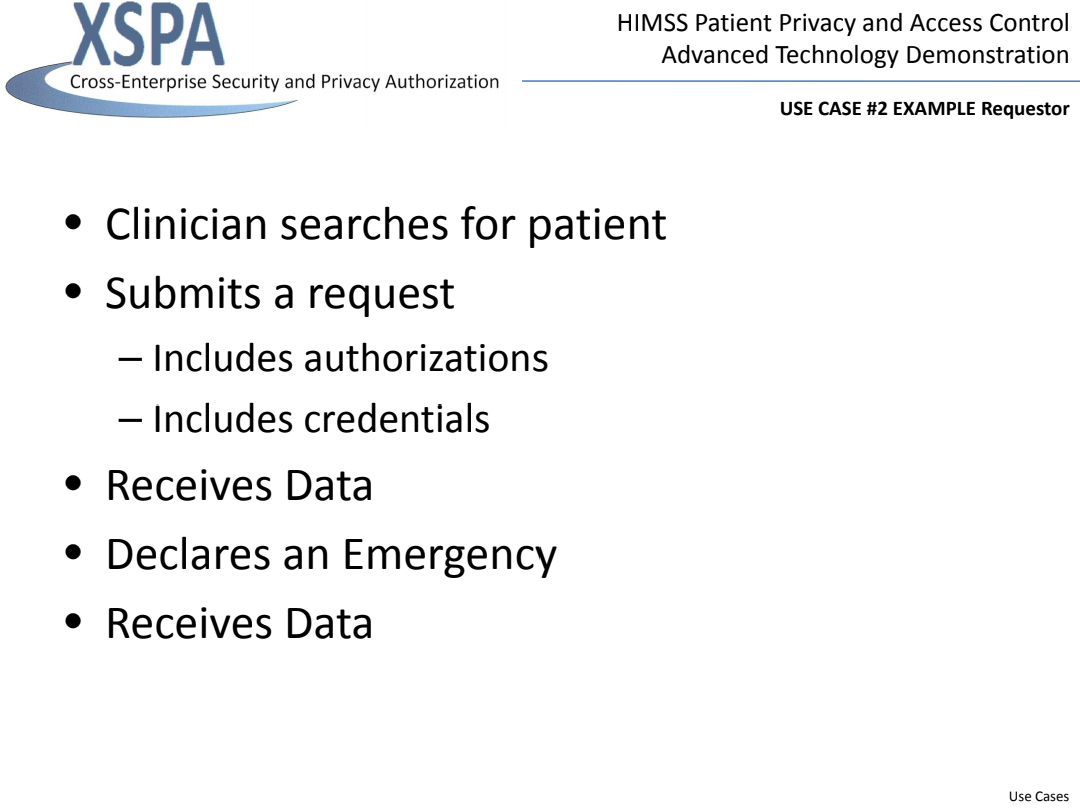 XSPA
Cross-Enterprise Security and Privacy Authorization
HIMSS Patient Privacy and Access Control
Advanced Technology Demonstration
USE CASE #2 EXAMPLE Requestor
• Clinician searches for patient
• Submits a request
– Includes authorizations
– Includes credentials
• Receives Data
• Declares an Emergency
• Receives Data
Use Cases